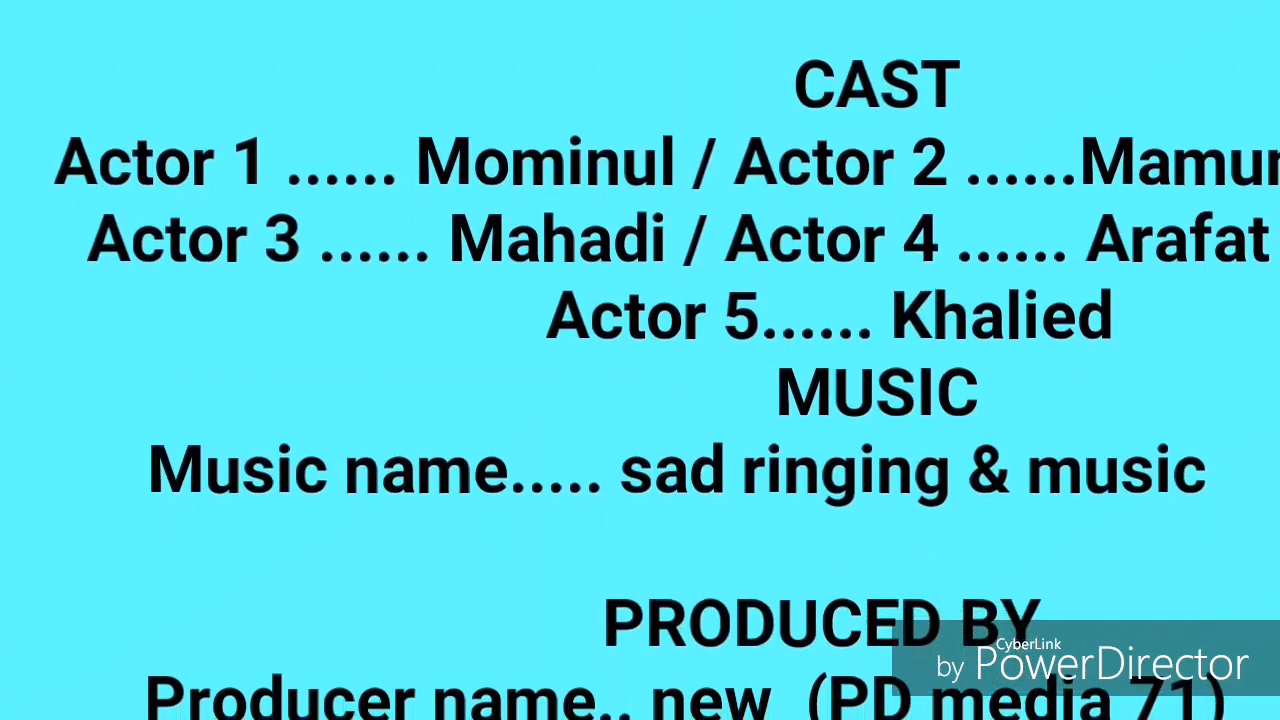 CAST
Actor 1 ...... Mominul / Actor 2 ......Mamun
Actor 3 ...... Mahadi / Actor 4 ...... Arafat
Actor 5...... Khalied
MUSIC
Music name..... sad ringing & music
PRODUCED BY
CyberLink
by PowerDirector
Producer name.. new (PD media 71)